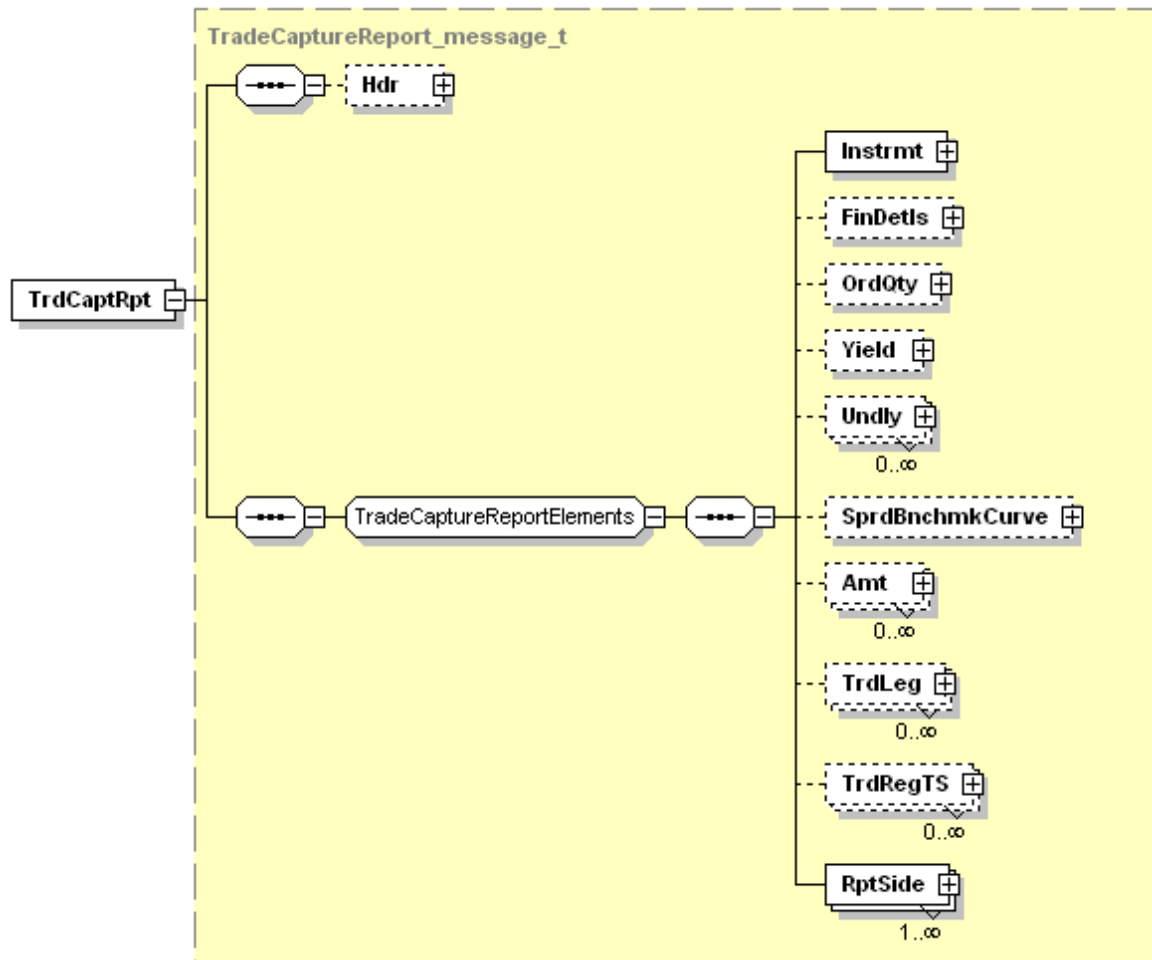 TradeCaptureReport_message_t
Hdr
Instrmt
FinDetls
OrdQty
TrdCaptRpt
Yield
Undly
0..∞
TradeCaptureReportElements
SprdBnchmkCurve
Amt
0..∞
TrdLeg
0..∞
TrdRegTS
0..∞
RptSide
1..∞